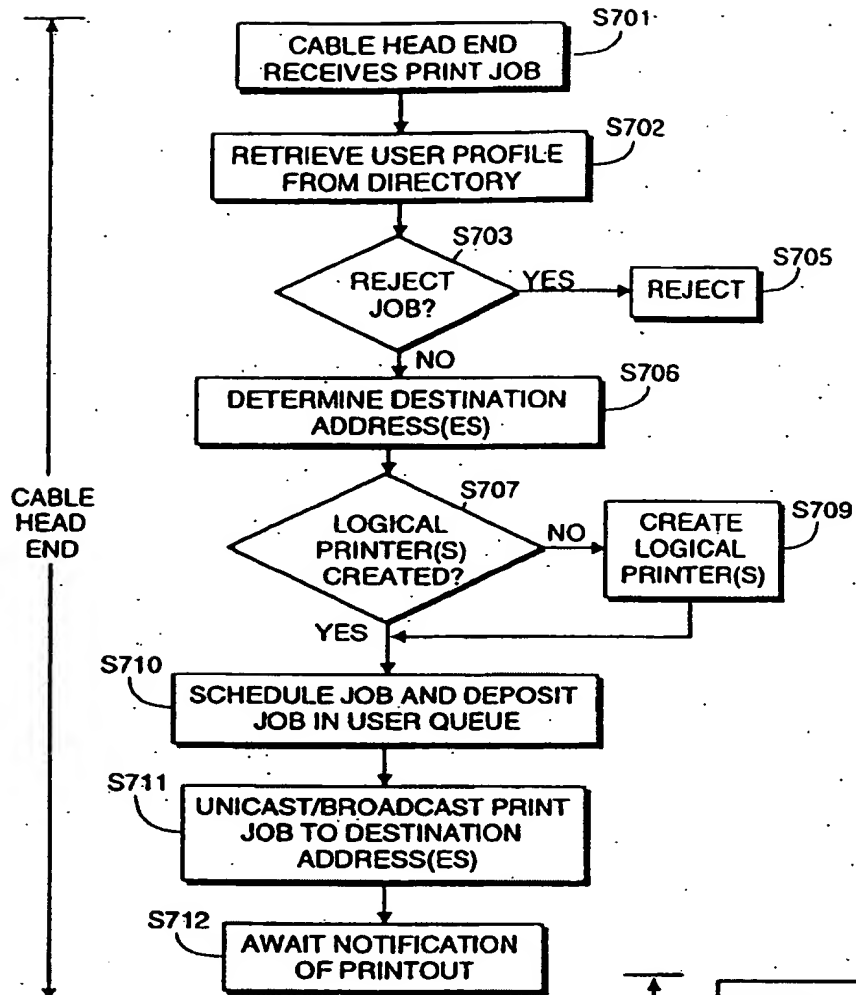 S701
CABLE HEAD END
RECEIVES PRINT JOB
S702
RETRIEVE USER PROFILE
FROM DIRECTORY
S703
REJECT
JOB?
YES
S705
REJECT
NO
S706
DETERMINE DESTINATION
ADDRESS(ES)
CABLE
HEAD
END
S707
LOGICAL
PRINTER(S)
CREATED?
NO
S709
CREATE
LOGICAL
PRINTER(S)
YES
S710
SCHEDULE JOB AND DEPOSIT
JOB IN USER QUEUE
S711
UNICAST/BROADCAST PRINT
JOB TO DESTINATION
ADDRESS(ES)
S712
AWAIT NOTIFICATION
OF PRINTOUT